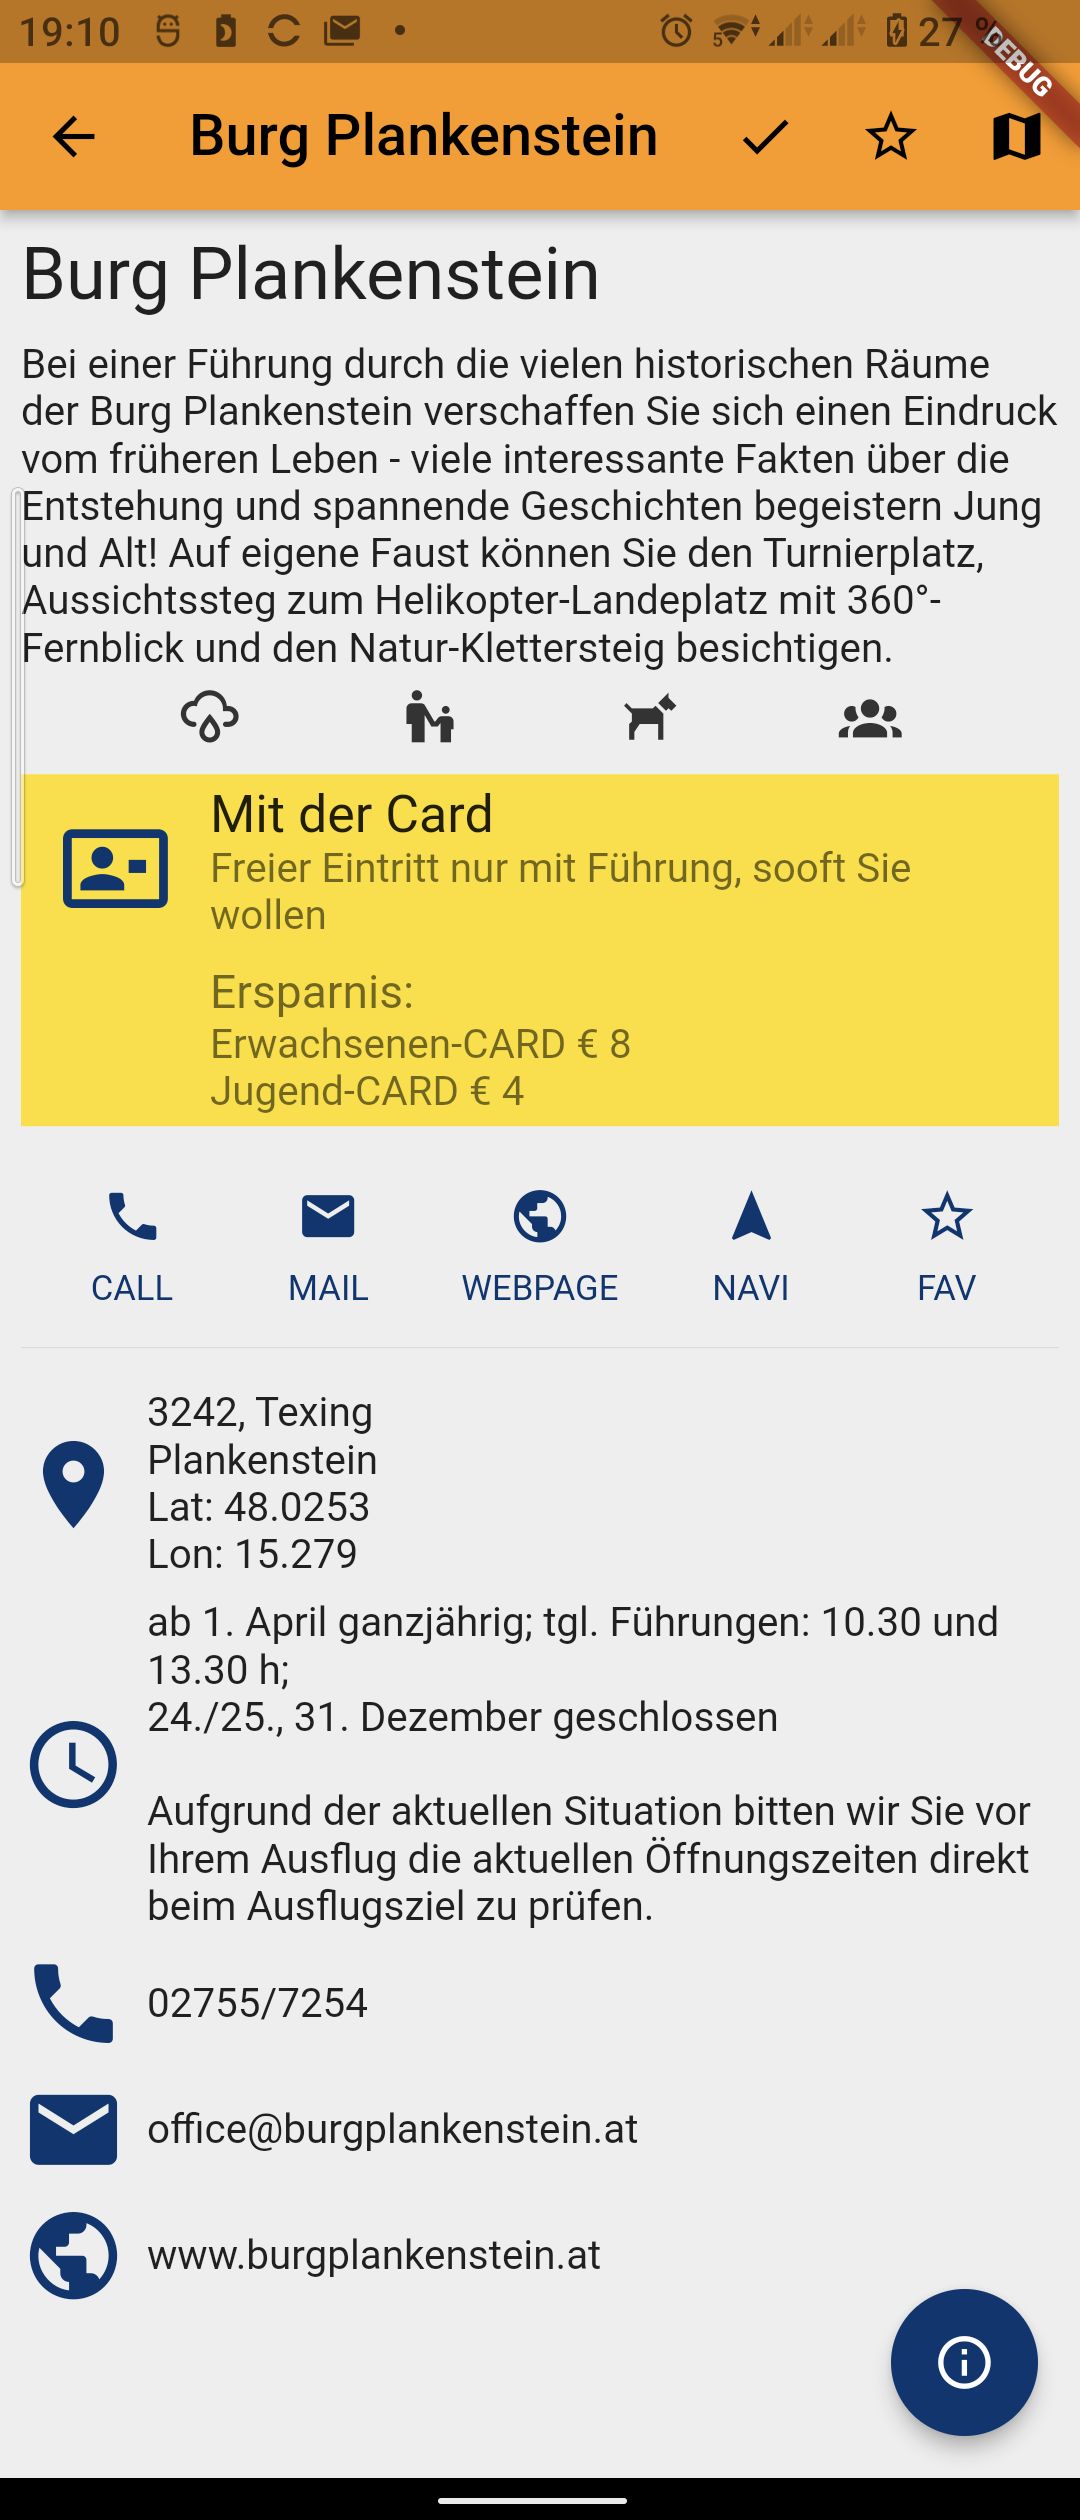 19:10
5
27 %
DEBUG
Burg Plankenstein
Burg Plankenstein
Bei einer Führung durch die vielen historischen Räume
der Burg Plankenstein verschaffen Sie sich einen Eindruck
vom früheren Leben - viele interessante Fakten über die
Entstehung und spannende Geschichten begeistern Jung
und Alt! Auf eigene Faust können Sie den Turnierplatz,
Aussichtssteg zum Helikopter-Landeplatz mit 360°-
Fernblick und den Natur-Klettersteig besichtigen.
Mit der Card
Freier Eintritt nur mit Führung, sooft Sie
wollen
Ersparnis:
Erwachsenen-CARD € 8
Jugend-CARD € 4
CALL
MAIL
WEBPAGE
NAVI
FAV
3242, Texing
Plankenstein
Lat: 48.0253
Lon: 15.279
ab 1. April ganzjährig; tgl. Führungen: 10.30 und
13.30 h;
24./25., 31. Dezember geschlossen
Aufgrund der aktuellen Situation bitten wir Sie vor
Ihrem Ausflug die aktuellen Öffnungszeiten direkt
beim Ausflugsziel zu prüfen.
02755/7254
office@burgplankenstein.at
www.burgplankenstein.at